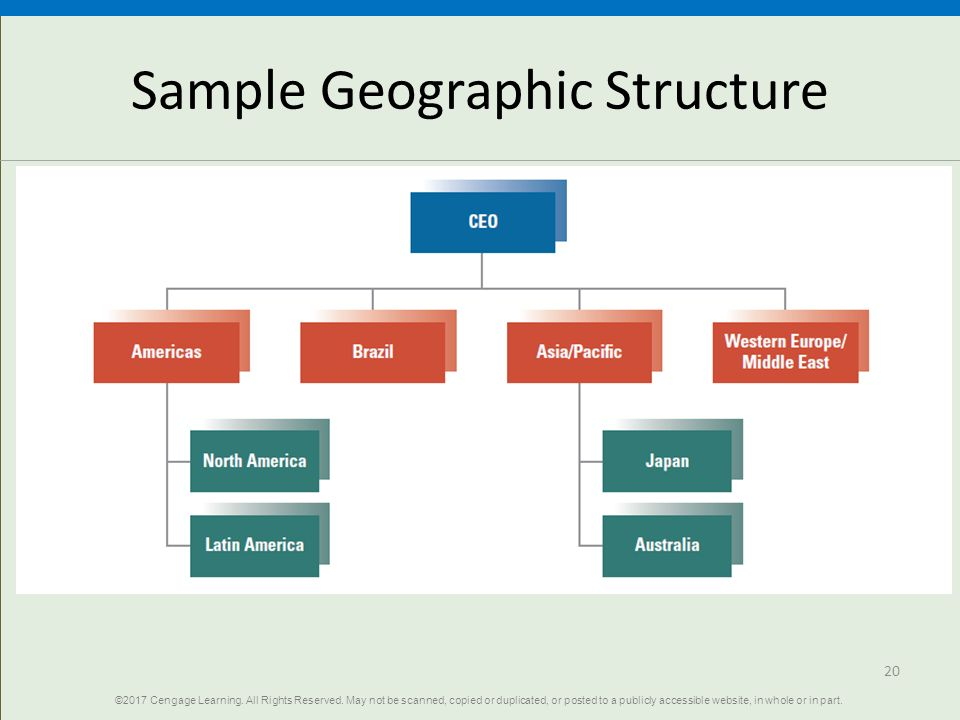 Sample Geographic Structure
CEO
Americas
Brazil
Asia/Pacific
Western Europe/
Middle East
North America
Japan
Latin America
Australia
20
©2017 Cengage Learning. All Rights Reserved. May not be scanned, copied or duplicated, or posted to a publicly accessible website, in whole or in part.